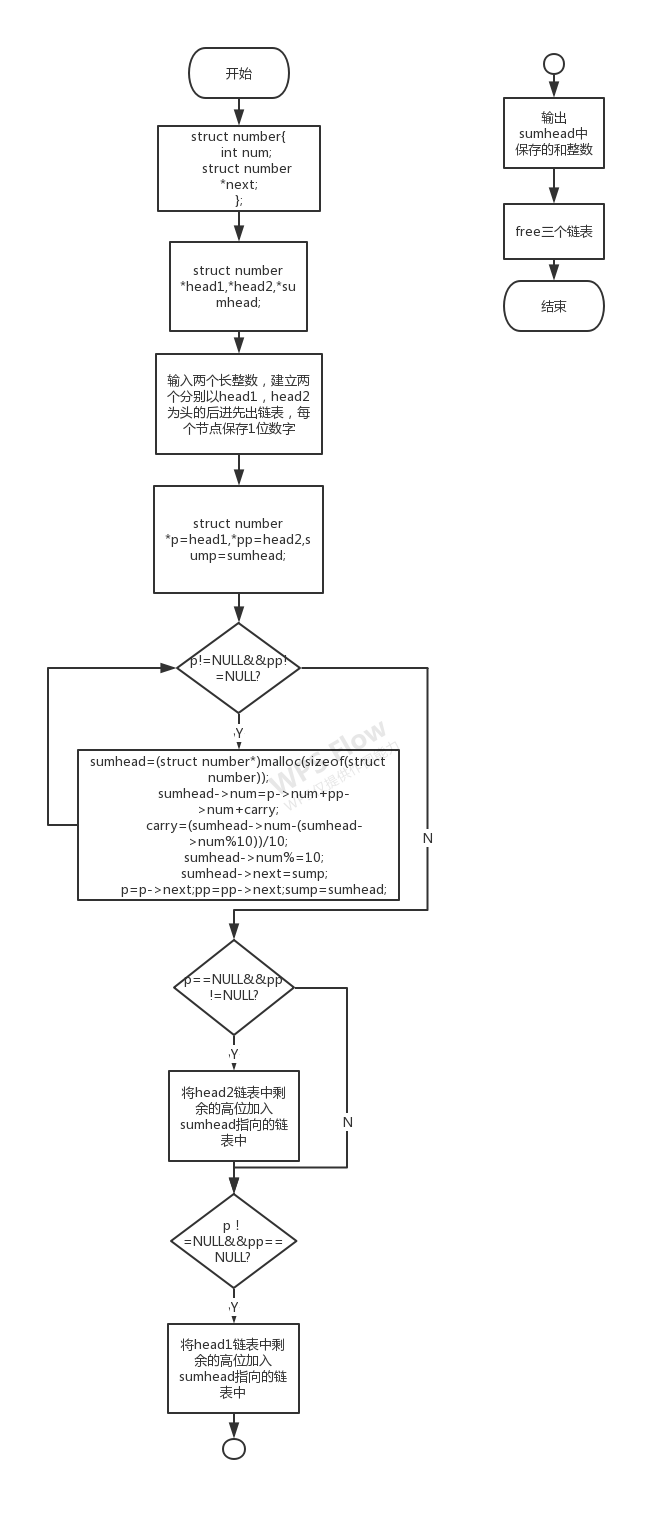 开始
struct number{
int num;
struct number
*next;
};
struct number
*head1,*head2,*su
mhead;
输入两个长整数，建立两
个分别以head1，head2
为头的后进先出链表，每
个节点保存1位数字
struct number
*p=head1,*pp=head2,s
ump=sumhead;
p!=NULL&&pp!
=NULL?
Y
sumhead=(struct number*)malloc(sizeof(struct
number));
sumhead->num=p->num+pp-
>num+carry;
carry=(sumhead->num-(sumhead-
>num%10))/10;
sumhead->num%=10;
sumhead->next=sump;
p=p->next;pp=pp->next;sump=sumhead;
WPS Flow
N
p==NULL&&pp
!=NULL?
Y
将head2链表中剩
余的高位加入
sumhead指向的链
表中
N
p！
=NULL&&pp==
NULL?
Y
将head1链表中剩
余的高位加入
sumhead指向的链
表中
输出
sumhead中
保存的和整数
free三个链表
结束